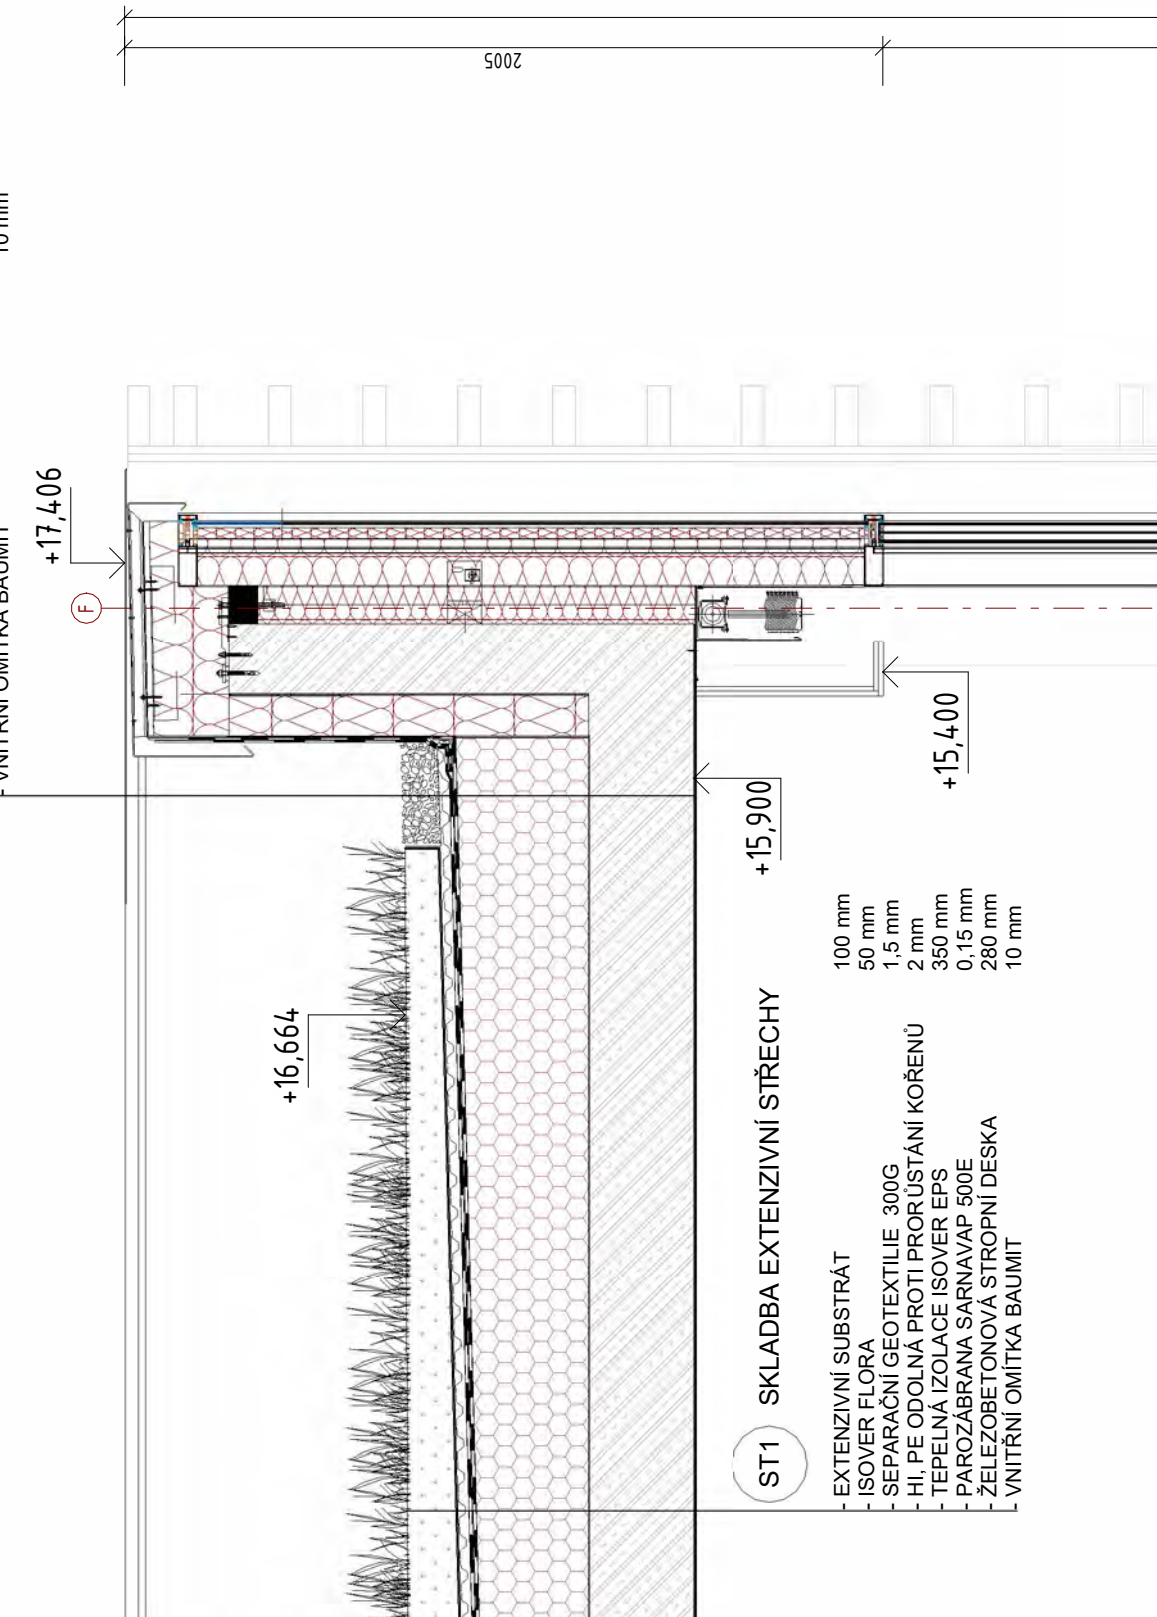 2005
10 mm
- VNITŘNÍ OMÍTKA BAUMIT
+17,406
F
+16,664
+15,900
+15,400
ST1 SKLADBA EXTENZIVNÍ STŘECHY
- EXTENZIVNÍ SUBSTRÁT 100 mm
- ISOVER FLORA 50 mm
- SEPARAČNÍ GEOTEXTILIE 300G 1,5 mm
- HI, PE ODOLNÁ PROTI PRORŮSTÁNÍ KOŘENŮ 2 mm
- TEPELNÁ IZOLACE ISOVER EPS 350 mm
- PAROZÁBRANA SARNAVAP 500E 0,15 mm
- ŽELEZOBETONOVÁ STROPNÍ DESKA 280 mm
- VNITŘNÍ OMÍTKA BAUMIT 10 mm